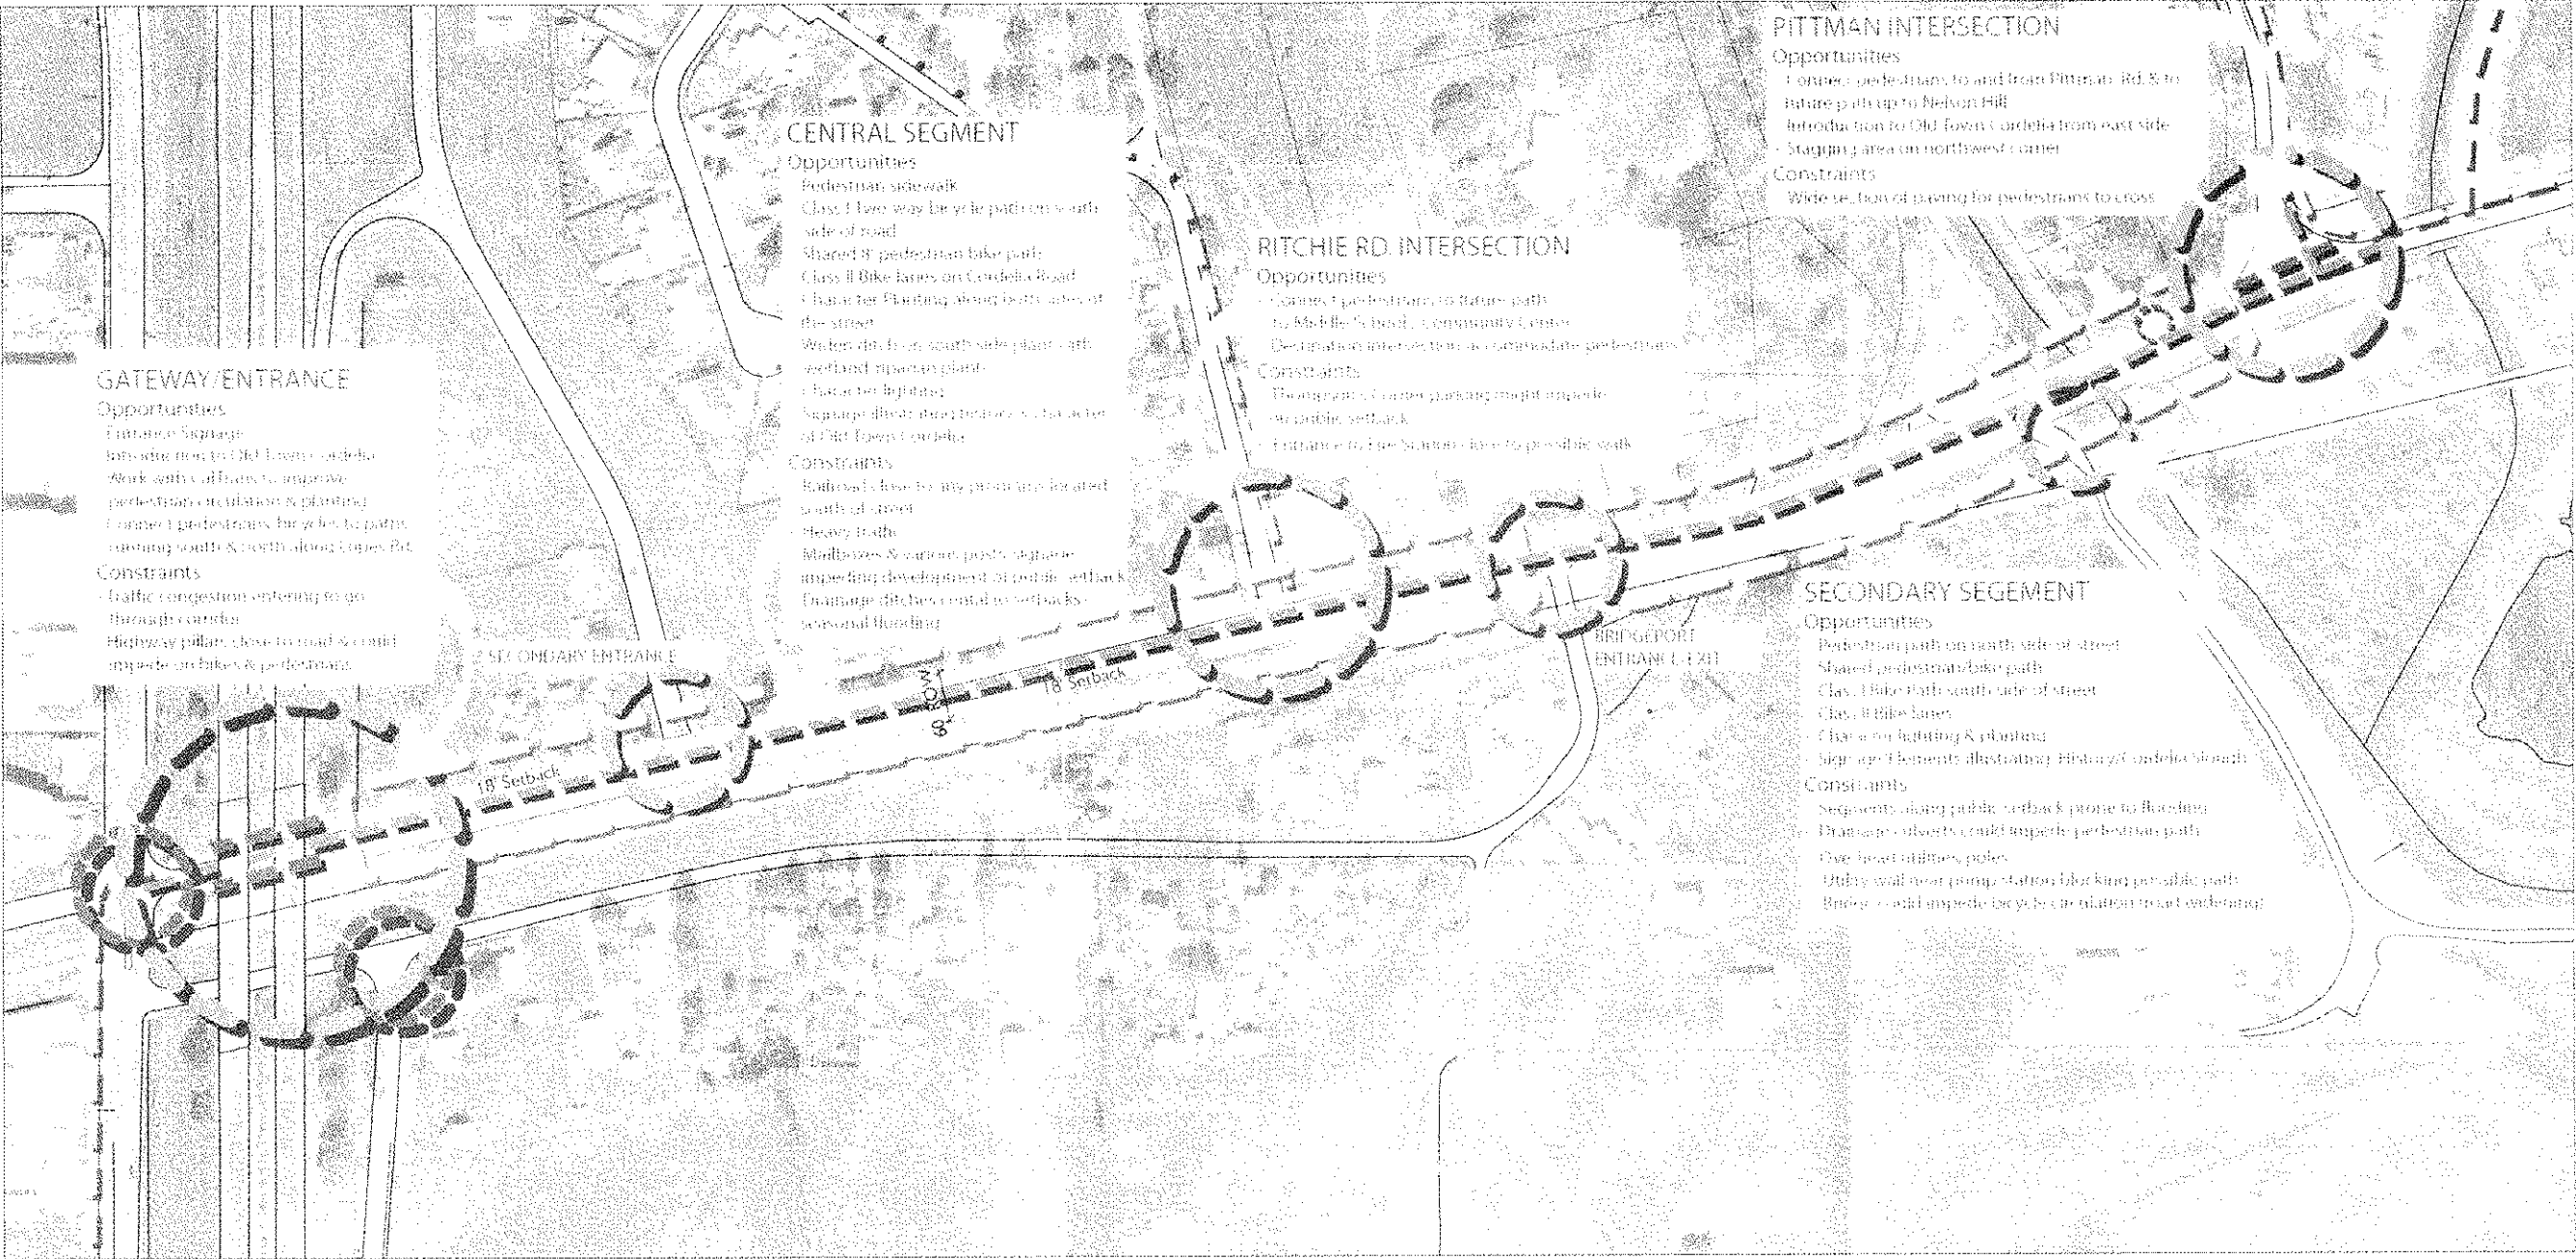 PITTMAN INTERSECTION
Opportunities
Connect pedestrians to and from Pittman Rd. & to
future path up to Nelson Hill
Introduction to Old Town Cordelia from east side
- Stagging area on northwest corner
Constraints
Wide section of paving for pedestrians to cross
CENTRAL SEGMENT
Opportunities
Pedestrian sidewalk
Class I Two way bicycle path on south
side of road
Shared 8' pedestrian bike path
Class II Bike lanes on Cordelia Road
Character Planting along both sides of
the street
Widen ditch on south side plant with
wetland riparian plants
Character lighting
Signage illustrating historic character
of Old Town Cordelia
Constraints
Railroad close to any located
south of street
Heavy traffic
Mailboxes & various posts signage
impeding development of public setback
Drainage ditches setbacks
seasonal flooding
RITCHIE RD. INTERSECTION
Opportunities
- Connect pedestrians to future path
to Middle School, Community Center
Destination intersection accommodate pedestrians
Constraints
Thompson's Corner parking might impede
on public setback
- Entrance to Fire Station close to possible walk
GATEWAY/ENTRANCE
Opportunities
Entrance Signage
Introduction to Old Town Cordelia
Work with CalTrans to improve
pedestrian circulation & planting
Connect pedestrians bicycles to paths
running south & north along Lopes Rd.
Constraints
- Traffic congestion entering to go
through corridor
Highway pillars close to road & could
impede on bikes & pedestrians
SECONDARY ENTRANCE
BRIDGEPORT
ENTRANCE-EXIT
18' Setback
60' ROW
18' Setback
SECONDARY SEGEMENT
Opportunities
- Pedestrian path on north side of street
Shared pedestrian/bike path
Class I Bike Path south side of street
- Class II Bike lanes
- Character lighting & planting
- Signage Elements illustrating History/Cordelia Slough
Constraints
Segments along public setback prone to flooding
- Drainage culverts could impede pedestrian path
Overhead utilities poles
Utility wall near pump station blocking possible path
Bridge could impede bicycle circulation road widening